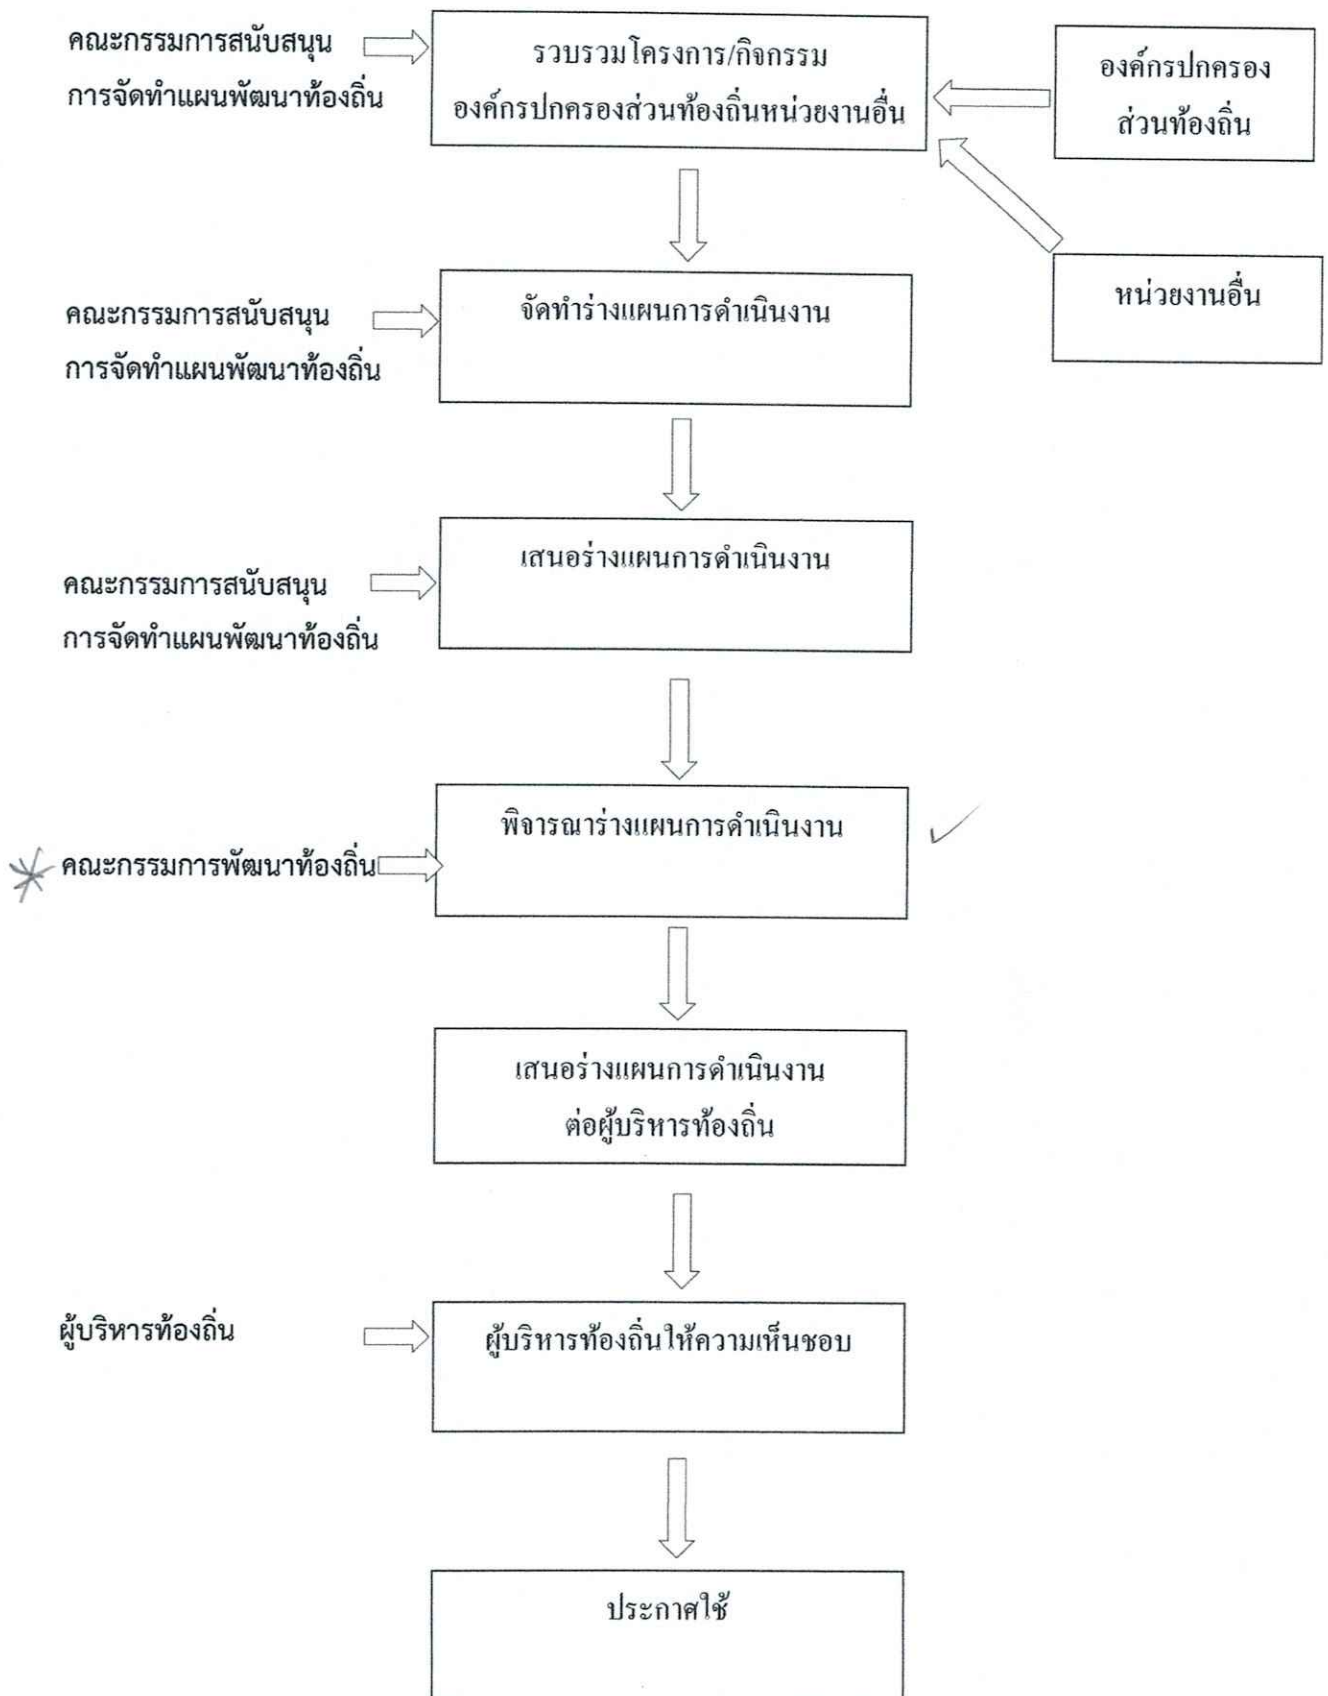 คณะกรรมการสนับสนุน
การจัดทำแผนพัฒนาท้องถิ่น
รวบรวมโครงการ/กิจกรรม
องค์กรปกครองส่วนท้องถิ่นหน่วยงานอื่น
องค์กรปกครอง
ส่วนท้องถิ่น
หน่วยงานอื่น
คณะกรรมการสนับสนุน
การจัดทำแผนพัฒนาท้องถิ่น
จัดทำร่างแผนการดำเนินงาน
คณะกรรมการสนับสนุน
การจัดทำแผนพัฒนาท้องถิ่น
เสนอร่างแผนการดำเนินงาน
คณะกรรมการพัฒนาท้องถิ่น
พิจารณาร่างแผนการดำเนินงาน
เสนอร่างแผนการดำเนินงาน
ต่อผู้บริหารท้องถิ่น
ผู้บริหารท้องถิ่น
ผู้บริหารท้องถิ่นให้ความเห็นชอบ
ประกาศใช้